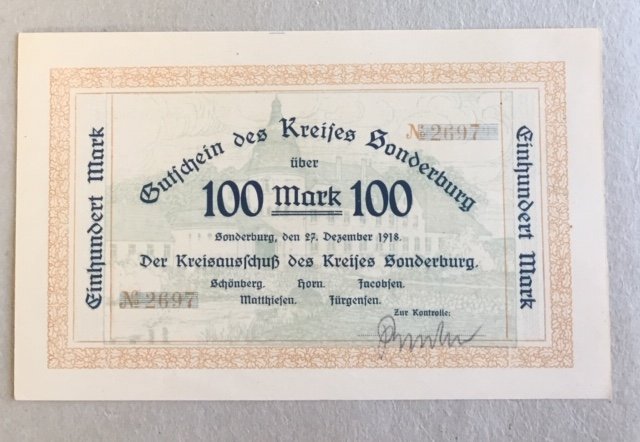 Gutschein des Kreises Sonderburg
№ 2697
über
100 Mark 100
Einhundert Mark
Einhundert Mark
Sonderburg, den 27. Dezember 1918.
Der Kreisausschuß des Kreises Sonderburg.
Schönberg. Horn. Jacobsen.
№ 2697
Matthiesen. Jürgensen.
Zur Kontrolle: